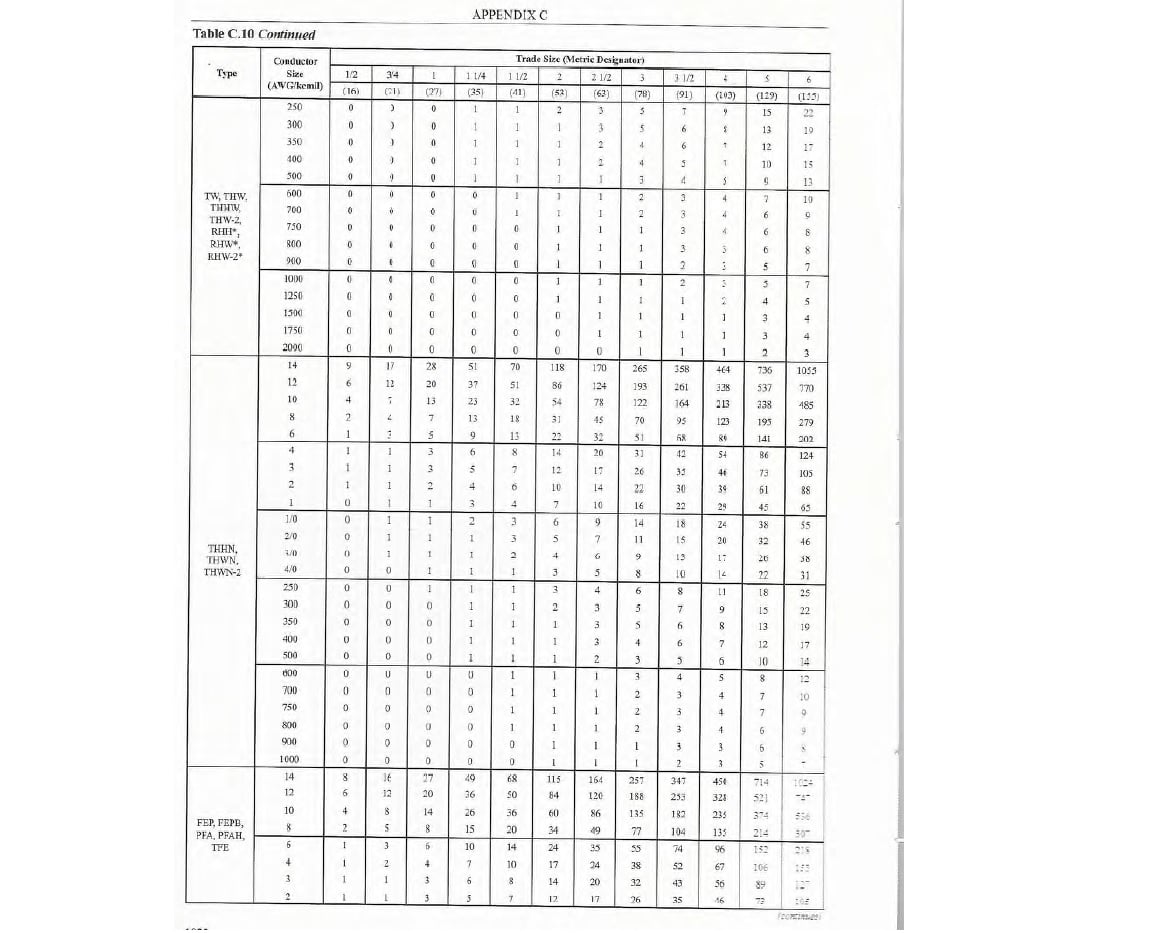 APPENDIX C
Table C.10 Continued
Type Conductor Size (AWG/kcmil) Trade Size (Metric Designator)
1/2 3/4 1 1 1/4 1 1/2 2 2 1/2 3 3 1/2 4 5 6
(16) (21) (27) (35) (41) (53) (63) (78) (91) (103) (129) (155)
TW, THW, THHW, THW-2, RHH*, RHW*, RHW-2*
250 0 0 1 1 2 3 5 7 9 15 22
300 0 0 1 1 1 3 5 6 13 19
350 0 0 1 1 1 2 4 6 12 17
400 0 0 1 1 1 2 4 5 10 15
500 0 0 0 1 1 1 1 3 4 5 9 13
600 0 0 0 0 1 1 1 2 3 4 7 10
700 0 0 0 0 1 1 1 2 3 4 6 9
750 0 0 0 0 0 1 1 1 3 4 6 8
800 0 0 0 0 0 1 1 1 3 3 6 8
900 0 0 0 0 0 1 1 1 2 5 7
1000 0 0 0 0 0 1 1 1 2 5 7
1250 0 0 0 0 0 1 1 1 1 2 4 5
1500 0 0 0 0 0 0 1 1 1 1 3 4
1750 0 0 0 0 0 0 1 1 1 1 3 4
2000 0 0 0 0 0 0 0 1 1 1 2 3
THHN, THWN, THWN-2
14 9 17 28 51 70 118 170 265 358 464 736 1055
12 6 12 20 37 51 86 124 193 261 338 537 770
10 4 7 13 23 32 54 78 122 164 213 338 485
8 2 4 7 13 18 31 45 70 95 123 195 279
6 1 5 9 13 22 32 51 68 89 141 202
4 1 1 3 6 8 14 20 31 42 54 86 124
3 1 1 3 5 7 12 17 26 35 46 73 105
2 1 1 2 4 6 10 14 22 30 39 61 88
1 0 1 1 3 4 7 10 16 22 29 45 65
1/0 0 1 1 2 3 6 9 14 18 24 38 55
2/0 0 1 1 1 3 5 7 11 15 20 32 46
3/0 0 1 1 1 2 4 6 9 13 17 26 38
4/0 0 0 1 1 1 3 5 8 10 14 22 31
250 0 0 1 1 1 3 4 6 8 11 18 25
300 0 0 0 1 1 2 3 5 7 9 15 22
350 0 0 0 1 1 1 3 5 6 8 13 19
400 0 0 0 1 1 1 3 4 6 7 12 17
500 0 0 0 1 1 1 2 3 5 6 10 14
600 0 0 0 0 1 1 1 3 4 5 8 12
700 0 0 0 0 1 1 1 2 3 4 7 10
750 0 0 0 0 1 1 1 2 3 4 7 9
800 0 0 0 0 1 1 1 2 3 4 6 9
900 0 0 0 0 0 1 1 1 3 3 6 8
1000 0 0 0 0 0 1 1 1 2 3 5
FEP, FEPB, PFA, PFAH, TFE
14 8 16 27 49 68 115 164 257 347 450 714 1024
12 6 12 20 36 50 84 120 188 253 328 521
10 4 8 14 26 36 60 86 135 182 235 374
8 2 5 8 15 20 34 49 77 104 135 214
6 1 3 6 10 14 24 35 55 74 96 152 218
4 1 2 4 7 10 17 24 38 52 67 106
3 1 1 3 6 8 14 20 32 43 56 89
2 1 1 3 5 7 12 17 26 35 46 73 105
(continues)